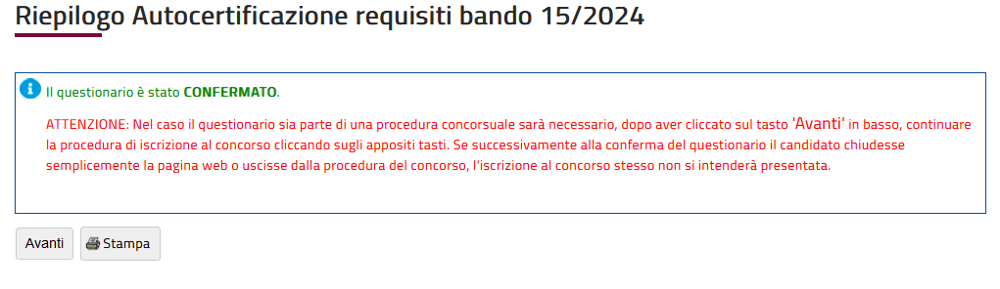 Riepilogo Autocertificazione requisiti bando 15/2024
Il questionario è stato CONFERMATO.
ATTENZIONE: Nel caso il questionario sia parte di una procedura concorsuale sarà necessario, dopo aver cliccato sul tasto 'Avanti' in basso, continuare
la procedura di iscrizione al concorso cliccando sugli appositi tasti. Se successivamente alla conferma del questionario il candidato chiudesse
semplicemente la pagina web o uscisse dalla procedura del concorso, l'iscrizione al concorso stesso non si intenderà presentata.
Avanti Stampa